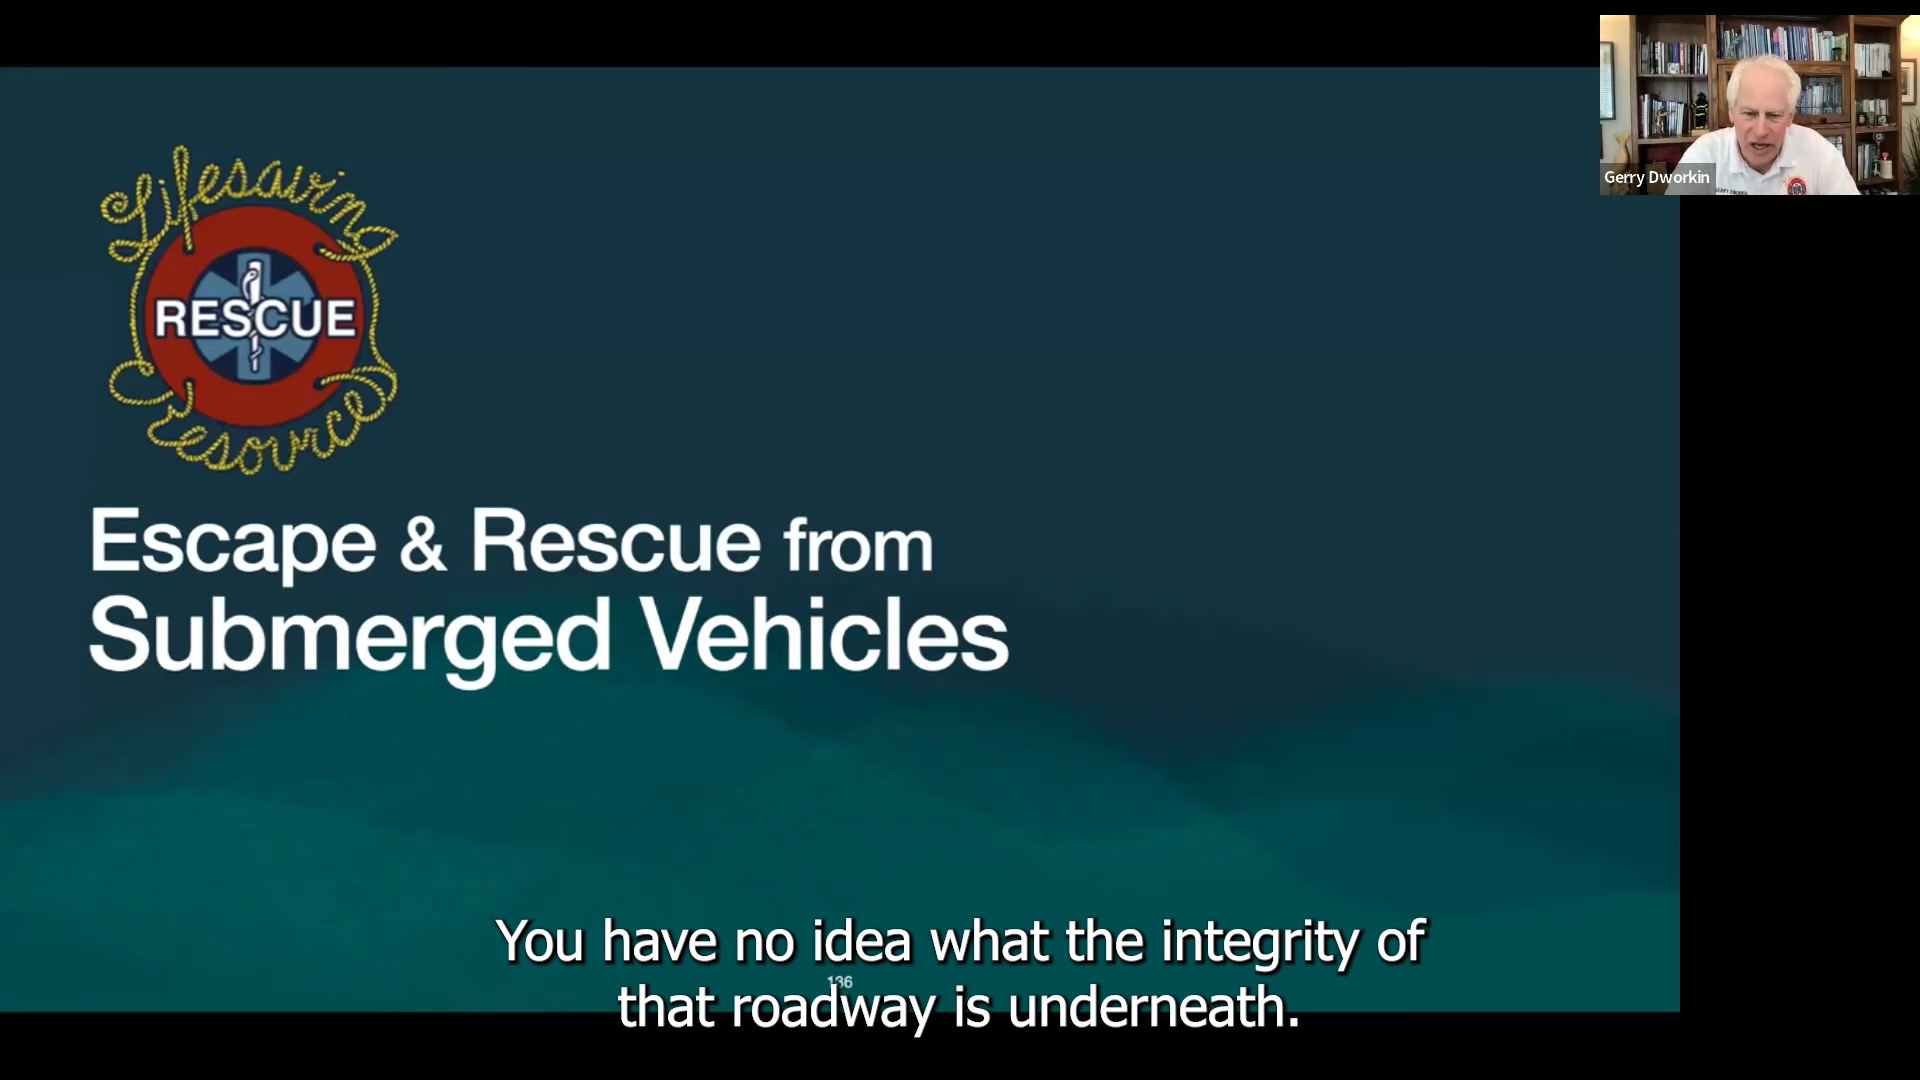 Lifesaving
RESCUE
Resources
Escape & Rescue from
Submerged Vehicles
Gerry Dworkin
You have no idea what the integrity of
136
that roadway is underneath.